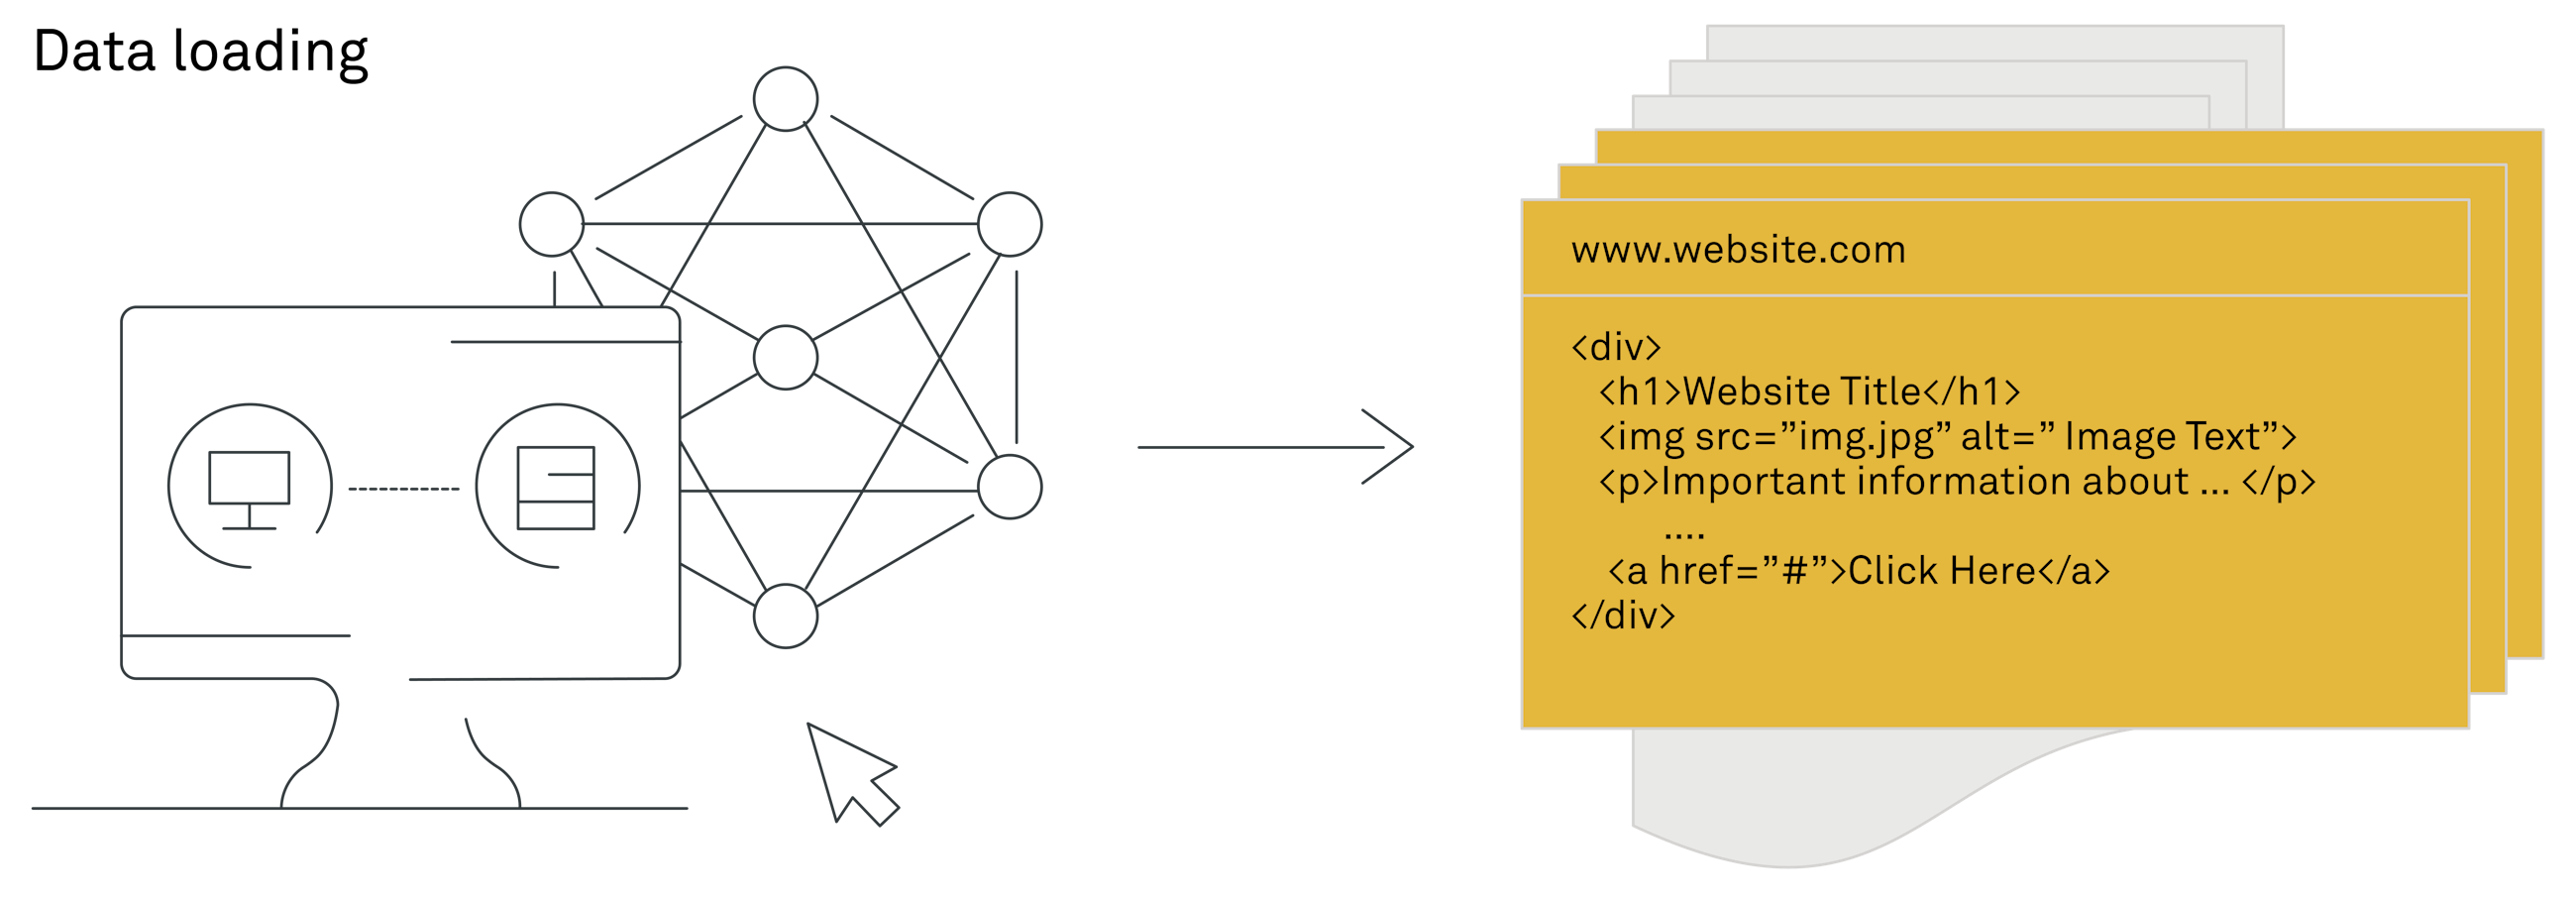 Data loading
www.website.com
<div>
<h1>Website Title</h1>
<img src=”img.jpg” alt=” Image Text”>
<p>Important information about ... </p>
....
<a href=”#”>Click Here</a>
</div>